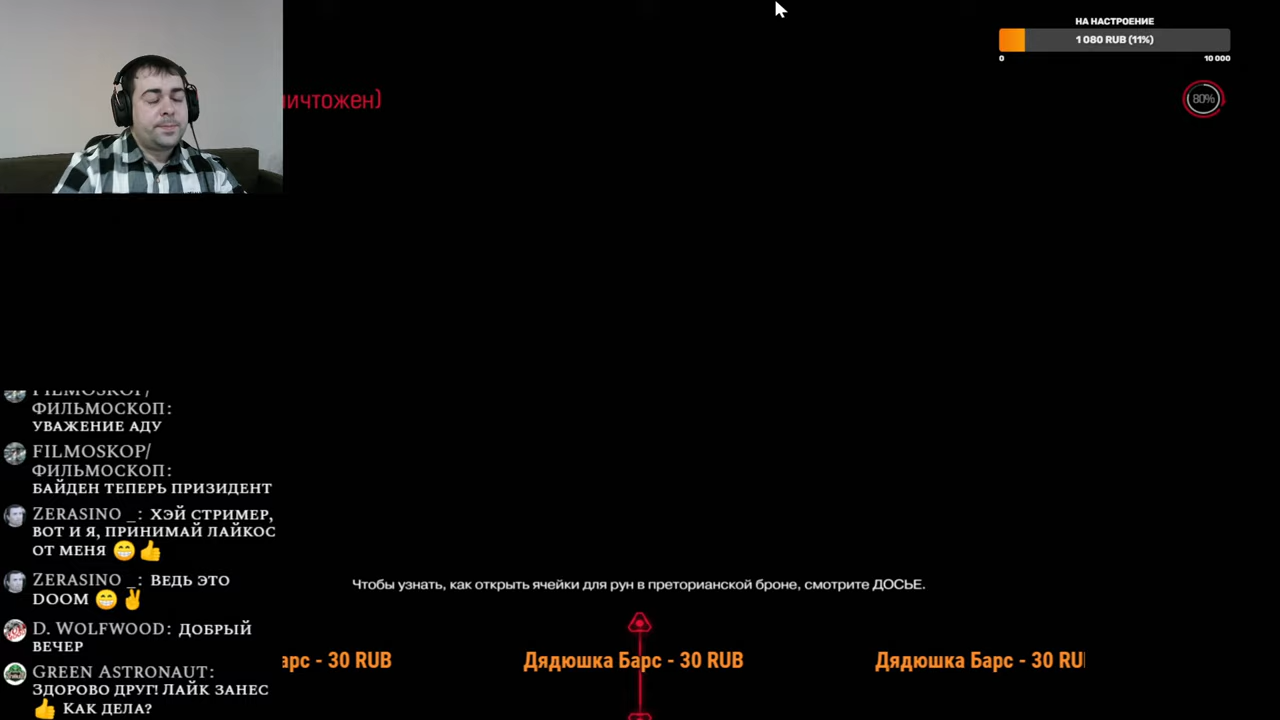 НА НАСТРОЕНИЕ
1 080 RUB (11%)
0
10 000
ничтожен)
80%
FILMOSKOP/
ФИЛЬМОСКОП:
УВАЖЕНИЕ АДУ
FILMOSKOP/
ФИЛЬМОСКОП:
БАЙДЕН ТЕПЕРЬ ПРИЗИДЕНТ
ZERASINO _: ХЭЙ СТРИМЕР,
ВОТ И Я, ПРИНИМАЙ ЛАЙКОС
ОТ МЕНЯ 😁👍
ZERASINO _: ВЕДЬ ЭТО
DOOM 😁✌
D. WOLFWOOD: ДОБРЫЙ
ВЕЧЕР
GREEN ASTRONAUT:
ЗДОРОВО ДРУГ! ЛАЙК ЗАНЕС
👍 КАК ДЕЛА?
Чтобы узнать, как открыть ячейки для рун в преторианской броне, смотрите ДОСЬЕ.
арс - 30 RUB
Дядюшка Барс - 30 RUB
Дядюшка Барс - 30 RU